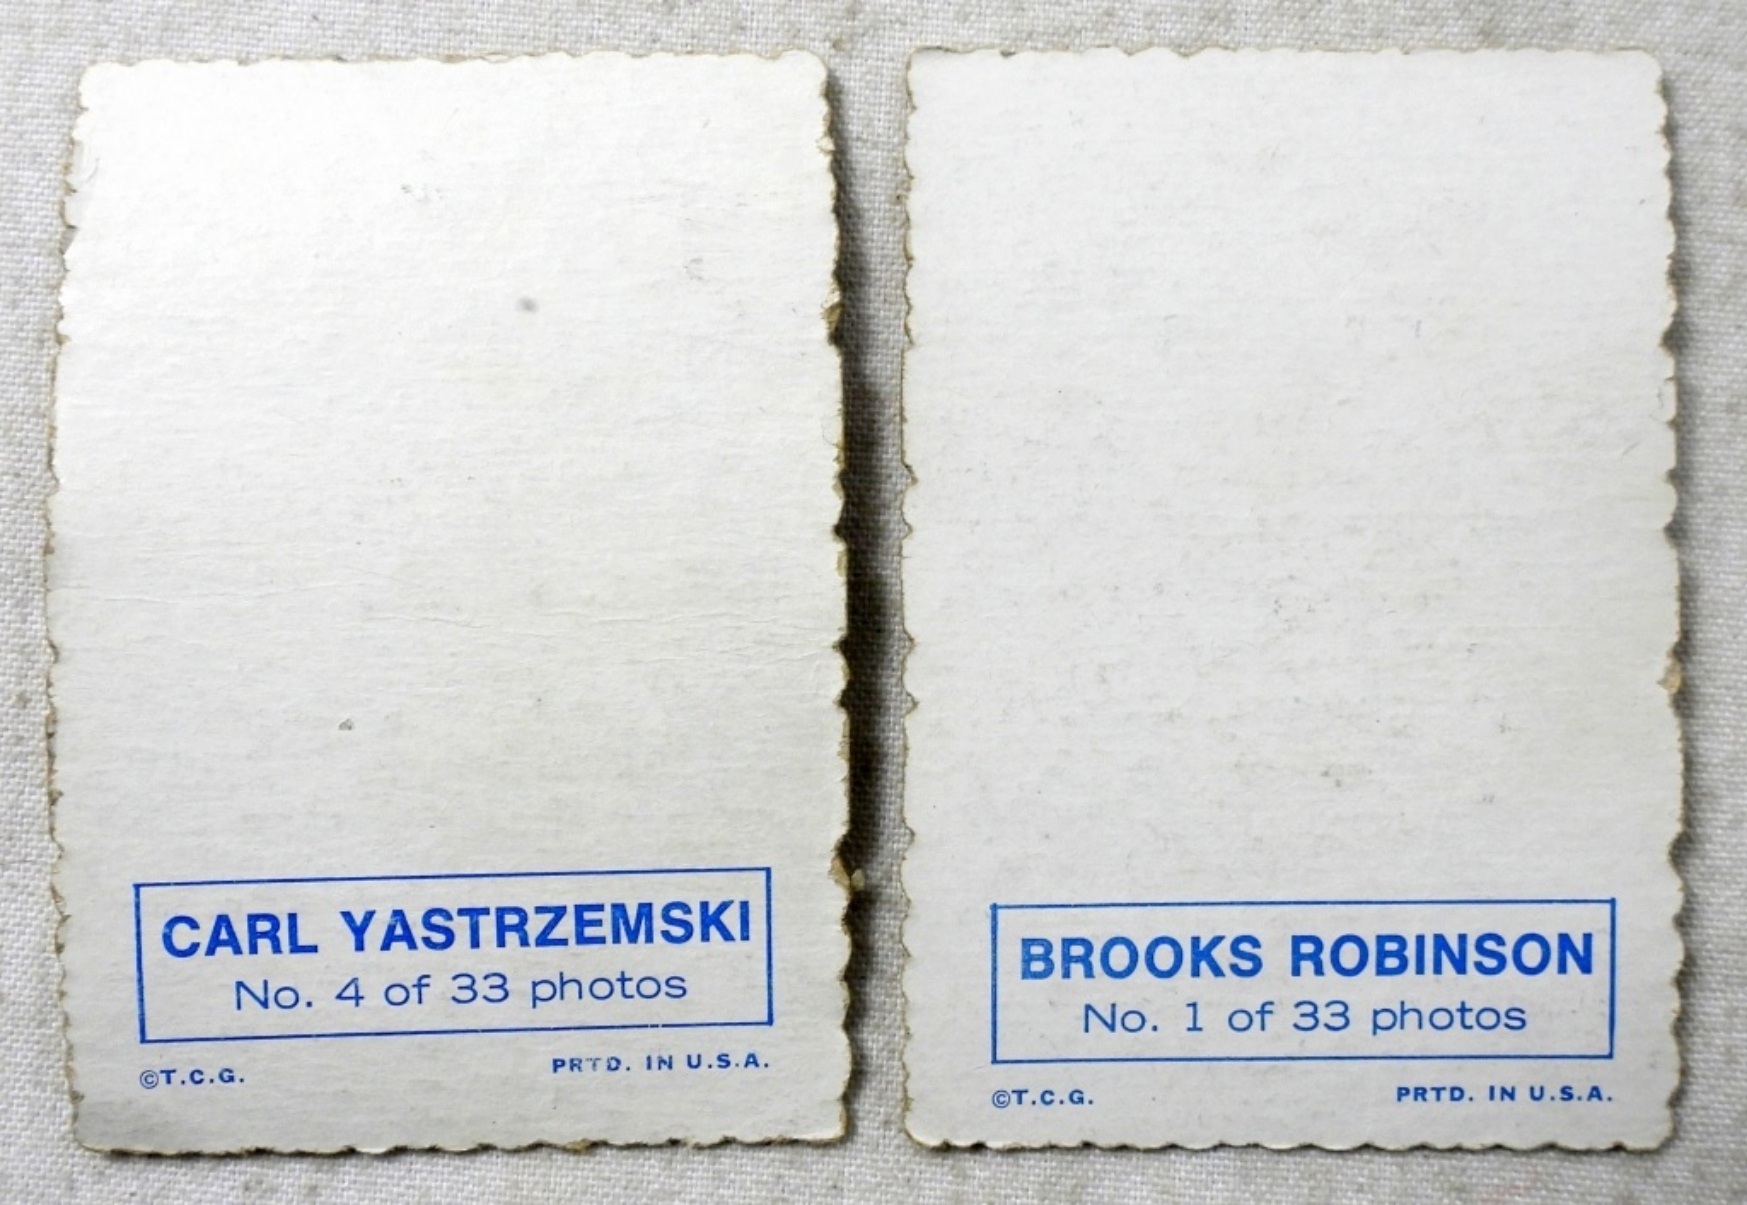 CARL YASTRZEMSKI
No. 4 of 33 photos
©T.C.G. PRTD. IN U.S.A.
BROOKS ROBINSON
No. 1 of 33 photos
©T.C.G. PRTD. IN U.S.A.